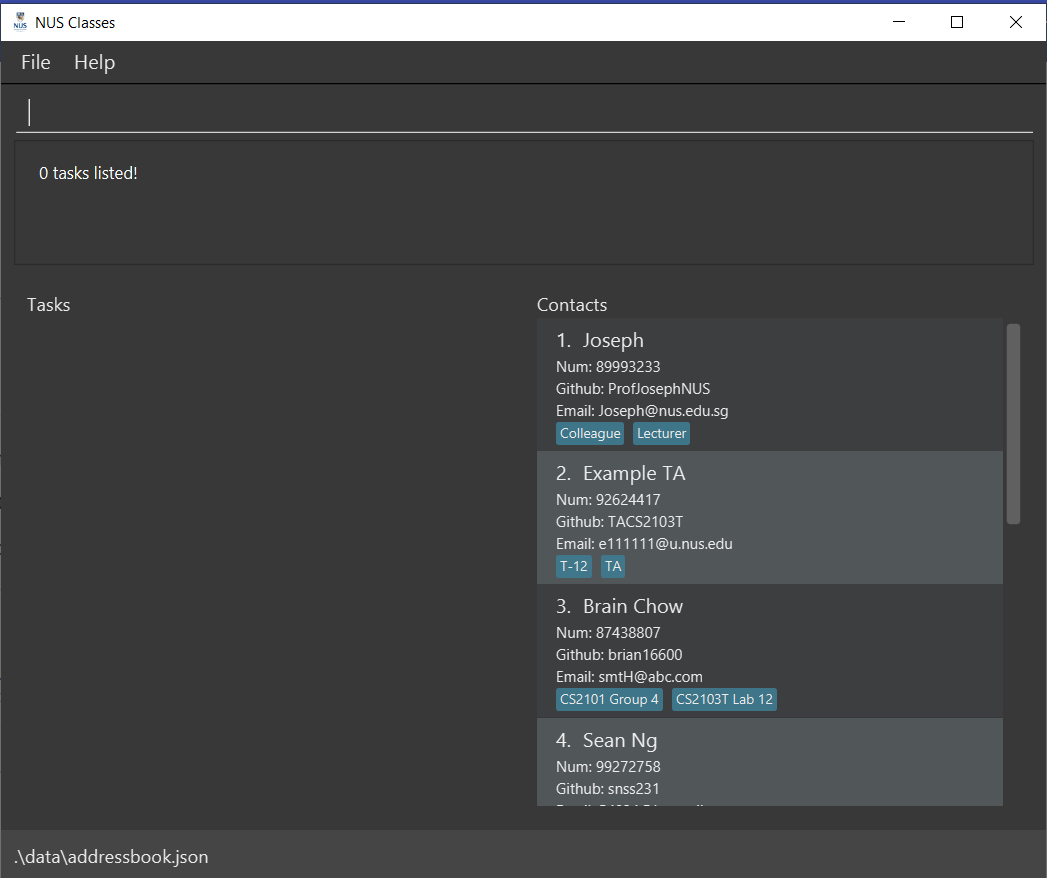 NUS NUS Classes
File Help
0 tasks listed!
Tasks
Contacts
1. Joseph
Num: 89993233
Github: ProfJosephNUS
Email: Joseph@nus.edu.sg
Colleague Lecturer
2. Example TA
Num: 92624417
Github: TACS2103T
Email: e111111@u.nus.edu
T-12 TA
3. Brain Chow
Num: 87438807
Github: brian16600
Email: smtH@abc.com
CS2101 Group 4 CS2103T Lab 12
4. Sean Ng
Num: 99272758
Github: snss231
.\data\addressbook.json